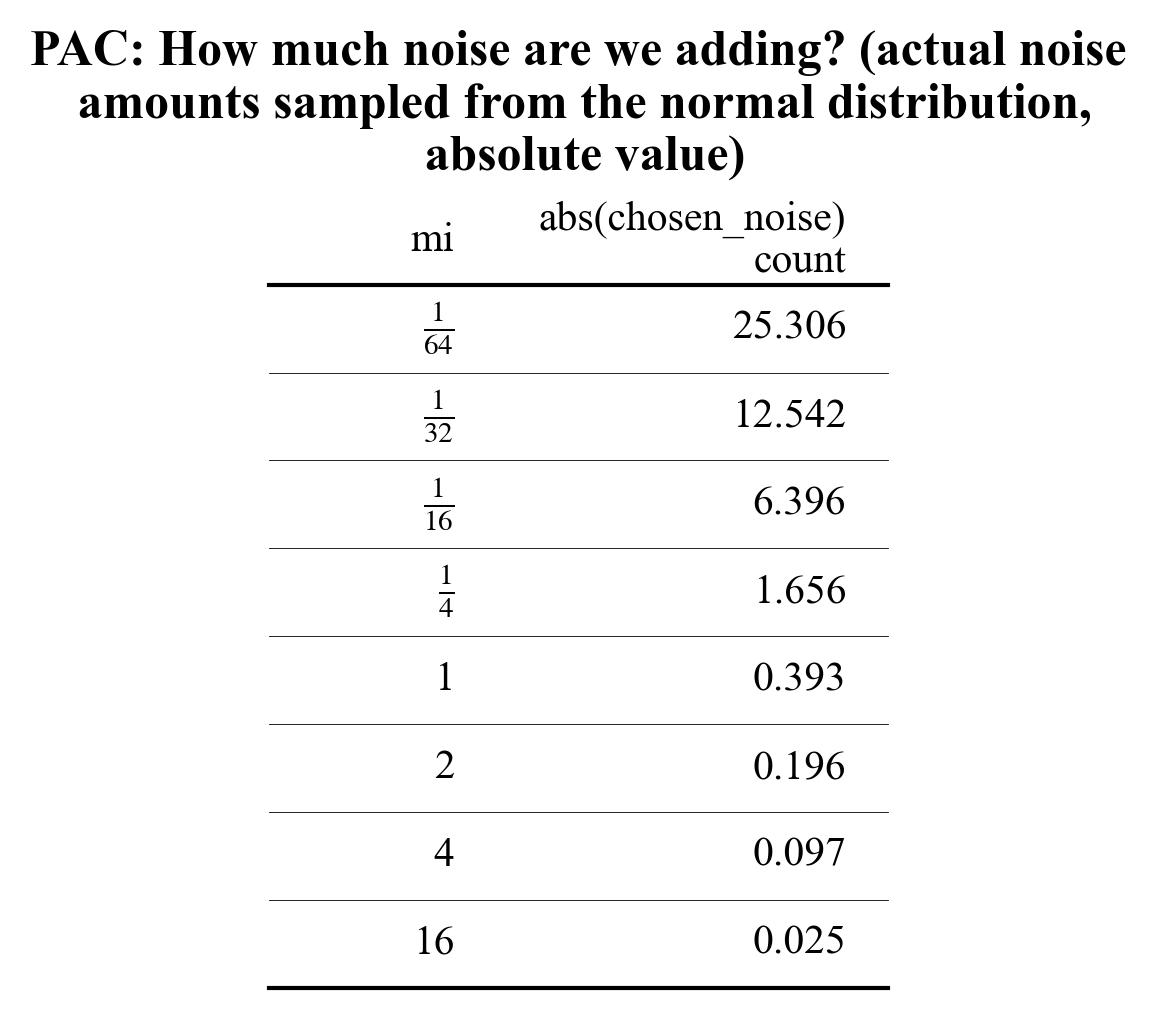 PAC: How much noise are we adding? (actual noise
amounts sampled from the normal distribution,
absolute value)
mi abs(chosen_noise) count
1/64 25.306
1/32 12.542
1/16 6.396
1/4 1.656
1 0.393
2 0.196
4 0.097
16 0.025